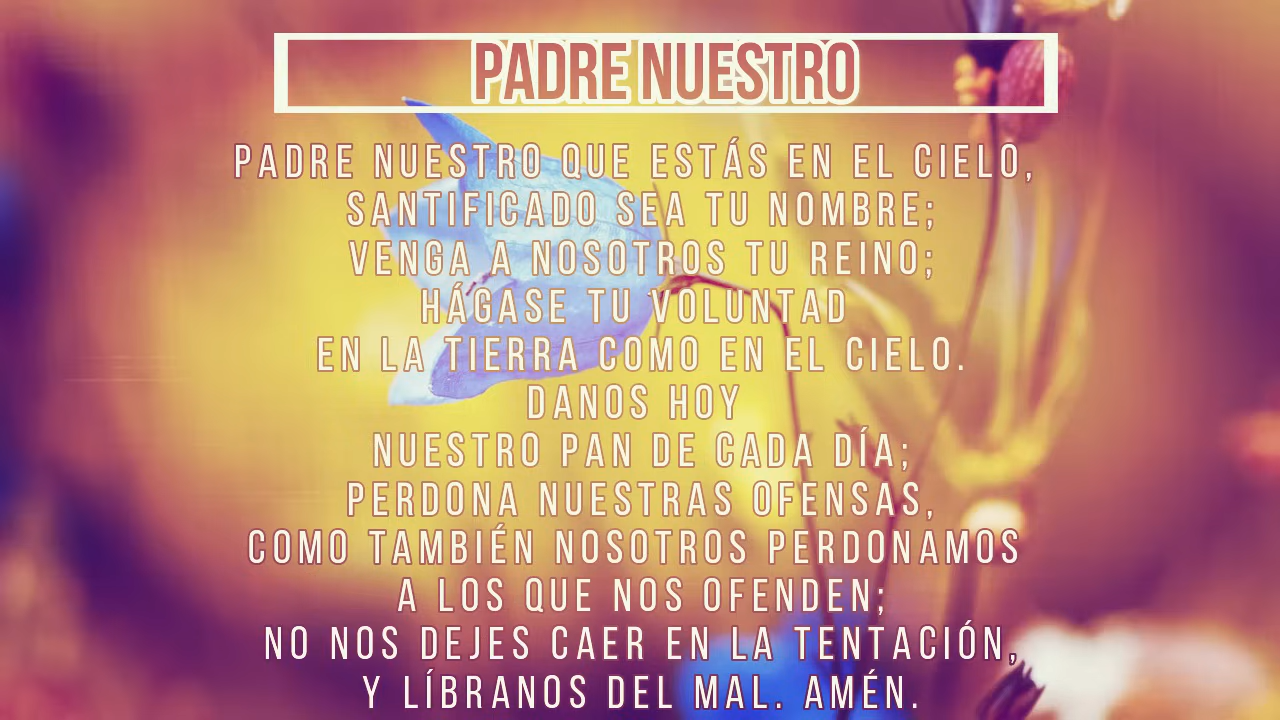 PADRE NUESTRO
PADRE NUESTRO QUE ESTÁS EN EL CIELO,
SANTIFICADO SEA TU NOMBRE;
VENGA A NOSOTROS TU REINO;
HÁGASE TU VOLUNTAD
EN LA TIERRA COMO EN EL CIELO.
DANOS HOY
NUESTRO PAN DE CADA DÍA;
PERDONA NUESTRAS OFENSAS,
COMO TAMBIÉN NOSOTROS PERDONAMOS
A LOS QUE NOS OFENDEN;
NO NOS DEJES CAER EN LA TENTACIÓN,
Y LÍBRANOS DEL MAL. AMÉN.